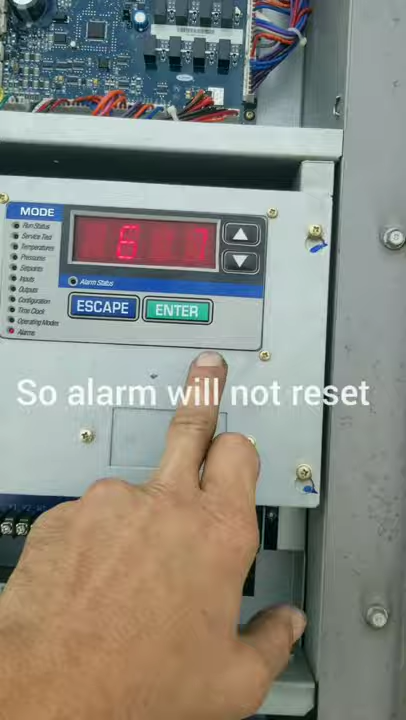 MODE
Run Status
Service Test
Temperatures
Pressures
Setpoints
Inputs
Outputs
Configuration
Time Clock
Operating Modes
Alarms
Alarm Status
ESCAPE
ENTER
So alarm will not reset